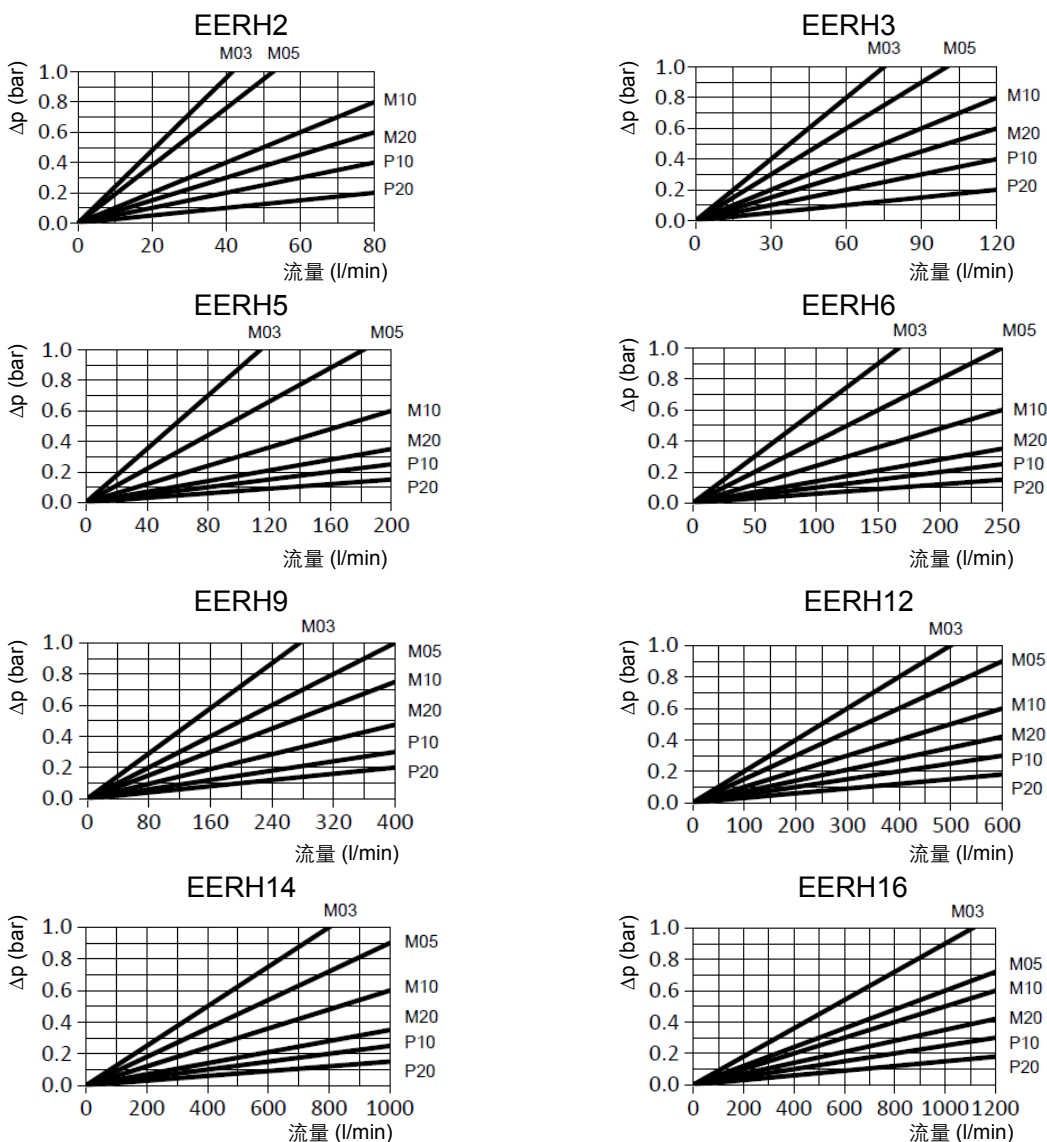 EERH2
M03 M05
Δp (bar)
1.0
0.8
0.6
0.4
0.2
0.0
M10
M20
P10
P20
0 20 40 60 80
流量 (l/min)
EERH3
M03 M05
Δp (bar)
1.0
0.8
0.6
0.4
0.2
0.0
M10
M20
P10
P20
0 30 60 90 120
流量 (l/min)
EERH5
M03 M05
Δp (bar)
1.0
0.8
0.6
0.4
0.2
0.0
M10
M20
P10
P20
0 40 80 120 160 200
流量 (l/min)
EERH6
M03 M05
Δp (bar)
1.0
0.8
0.6
0.4
0.2
0.0
M10
M20
P10
P20
0 50 100 150 200 250
流量 (l/min)
EERH9
M03
Δp (bar)
1.0
0.8
0.6
0.4
0.2
0.0
M05
M10
M20
P10
P20
0 80 160 240 320 400
流量 (l/min)
EERH12
M03
Δp (bar)
1.0
0.8
0.6
0.4
0.2
0.0
M05
M10
M20
P10
P20
0 100 200 300 400 500 600
流量 (l/min)
EERH14
M03
Δp (bar)
1.0
0.8
0.6
0.4
0.2
0.0
M05
M10
M20
P10
P20
0 200 400 600 800 1000
流量 (l/min)
EERH16
M03
Δp (bar)
1.0
0.8
0.6
0.4
0.2
0.0
M05
M10
M20
P10
P20
0 200 400 600 800 1000 1200
流量 (l/min)